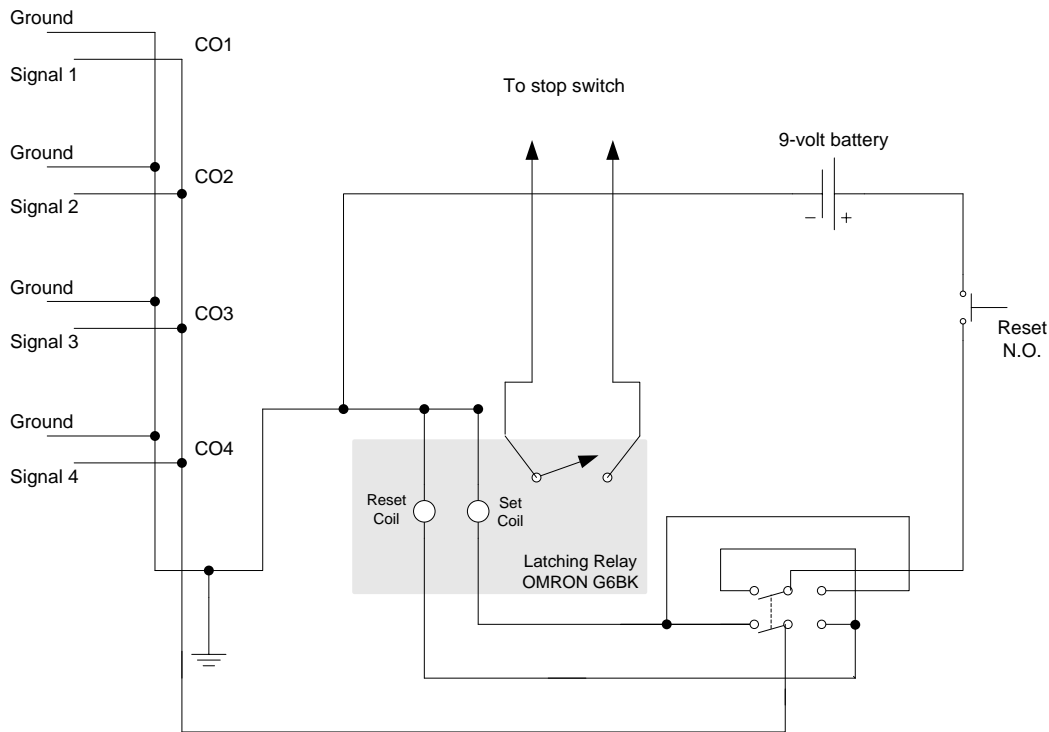 Ground
CO1
Signal 1
To stop switch
9-volt battery
Ground
CO2
Signal 2
− +
Ground
CO3
Signal 3
Reset
N.O.
Ground
CO4
Signal 4
Reset
Coil
Set
Coil
Latching Relay
OMRON G6BK